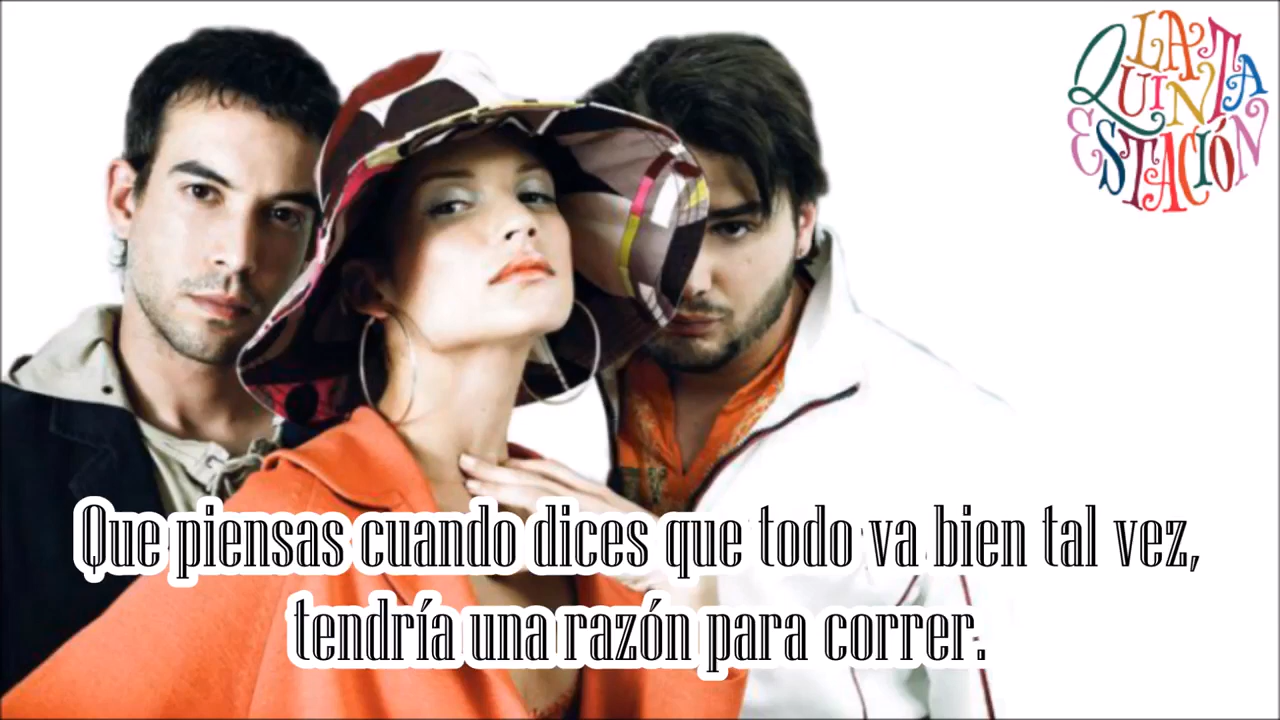 LA
QUINTA
ESTACIÓN
Que piensas cuando dices que todo va bien tal vez,
tendría una razón para correr.